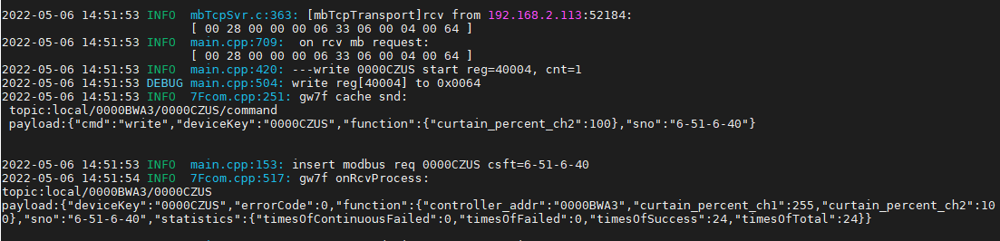 2022-05-06 14:51:53 INFO  mbTcpSvr.c:363: [mbTcpTransport]rcv from 192.168.2.113:52184:
[ 00 28 00 00 00 06 33 06 00 04 00 64 ]
2022-05-06 14:51:53 INFO  main.cpp:709:  on rcv mb request:
[ 00 28 00 00 00 06 33 06 00 04 00 64 ]
2022-05-06 14:51:53 INFO  main.cpp:420: ---write 0000CZUS start reg=40004, cnt=1
2022-05-06 14:51:53 DEBUG main.cpp:504: write reg[40004] to 0x0064
2022-05-06 14:51:53 INFO  7Fcom.cpp:251: gw7f cache snd:
topic:local/0000BWA3/0000CZUS/command
payload:{"cmd":"write","deviceKey":"0000CZUS","function":{"curtain_percent_ch2":100},"sno":"6-51-6-40"}
2022-05-06 14:51:53 INFO  main.cpp:153: insert modbus req 0000CZUS csft=6-51-6-40
2022-05-06 14:51:54 INFO  7Fcom.cpp:517: gw7f onRcvProcess:
topic:local/0000BWA3/0000CZUS
payload:{"deviceKey":"0000CZUS","errorCode":0,"function":{"controller_addr":"0000BWA3","curtain_percent_ch1":255,"curtain_percent_ch2":10
0},"sno":"6-51-6-40","statistics":{"timesOfContinuousFailed":0,"timesOfFailed":0,"timesOfSuccess":24,"timesOfTotal":24}}